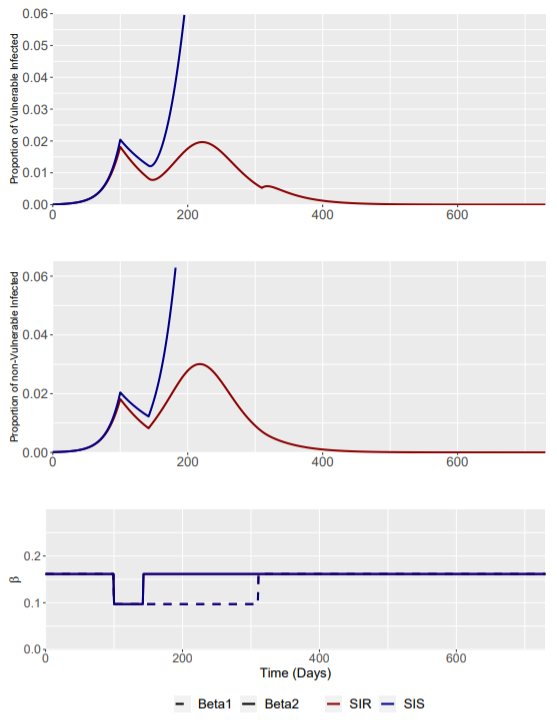 Proportion of Vulnerable Infected
0.06
0.05
0.04
0.03
0.02
0.01
0.00
0 200 400 600
Proportion of non-Vulnerable Infected
0.06
0.04
0.02
0.00
0 200 400 600
β
0.2
0.1
0.0
0 200 400 600
Time (Days)
Beta1 Beta2 SIR SIS